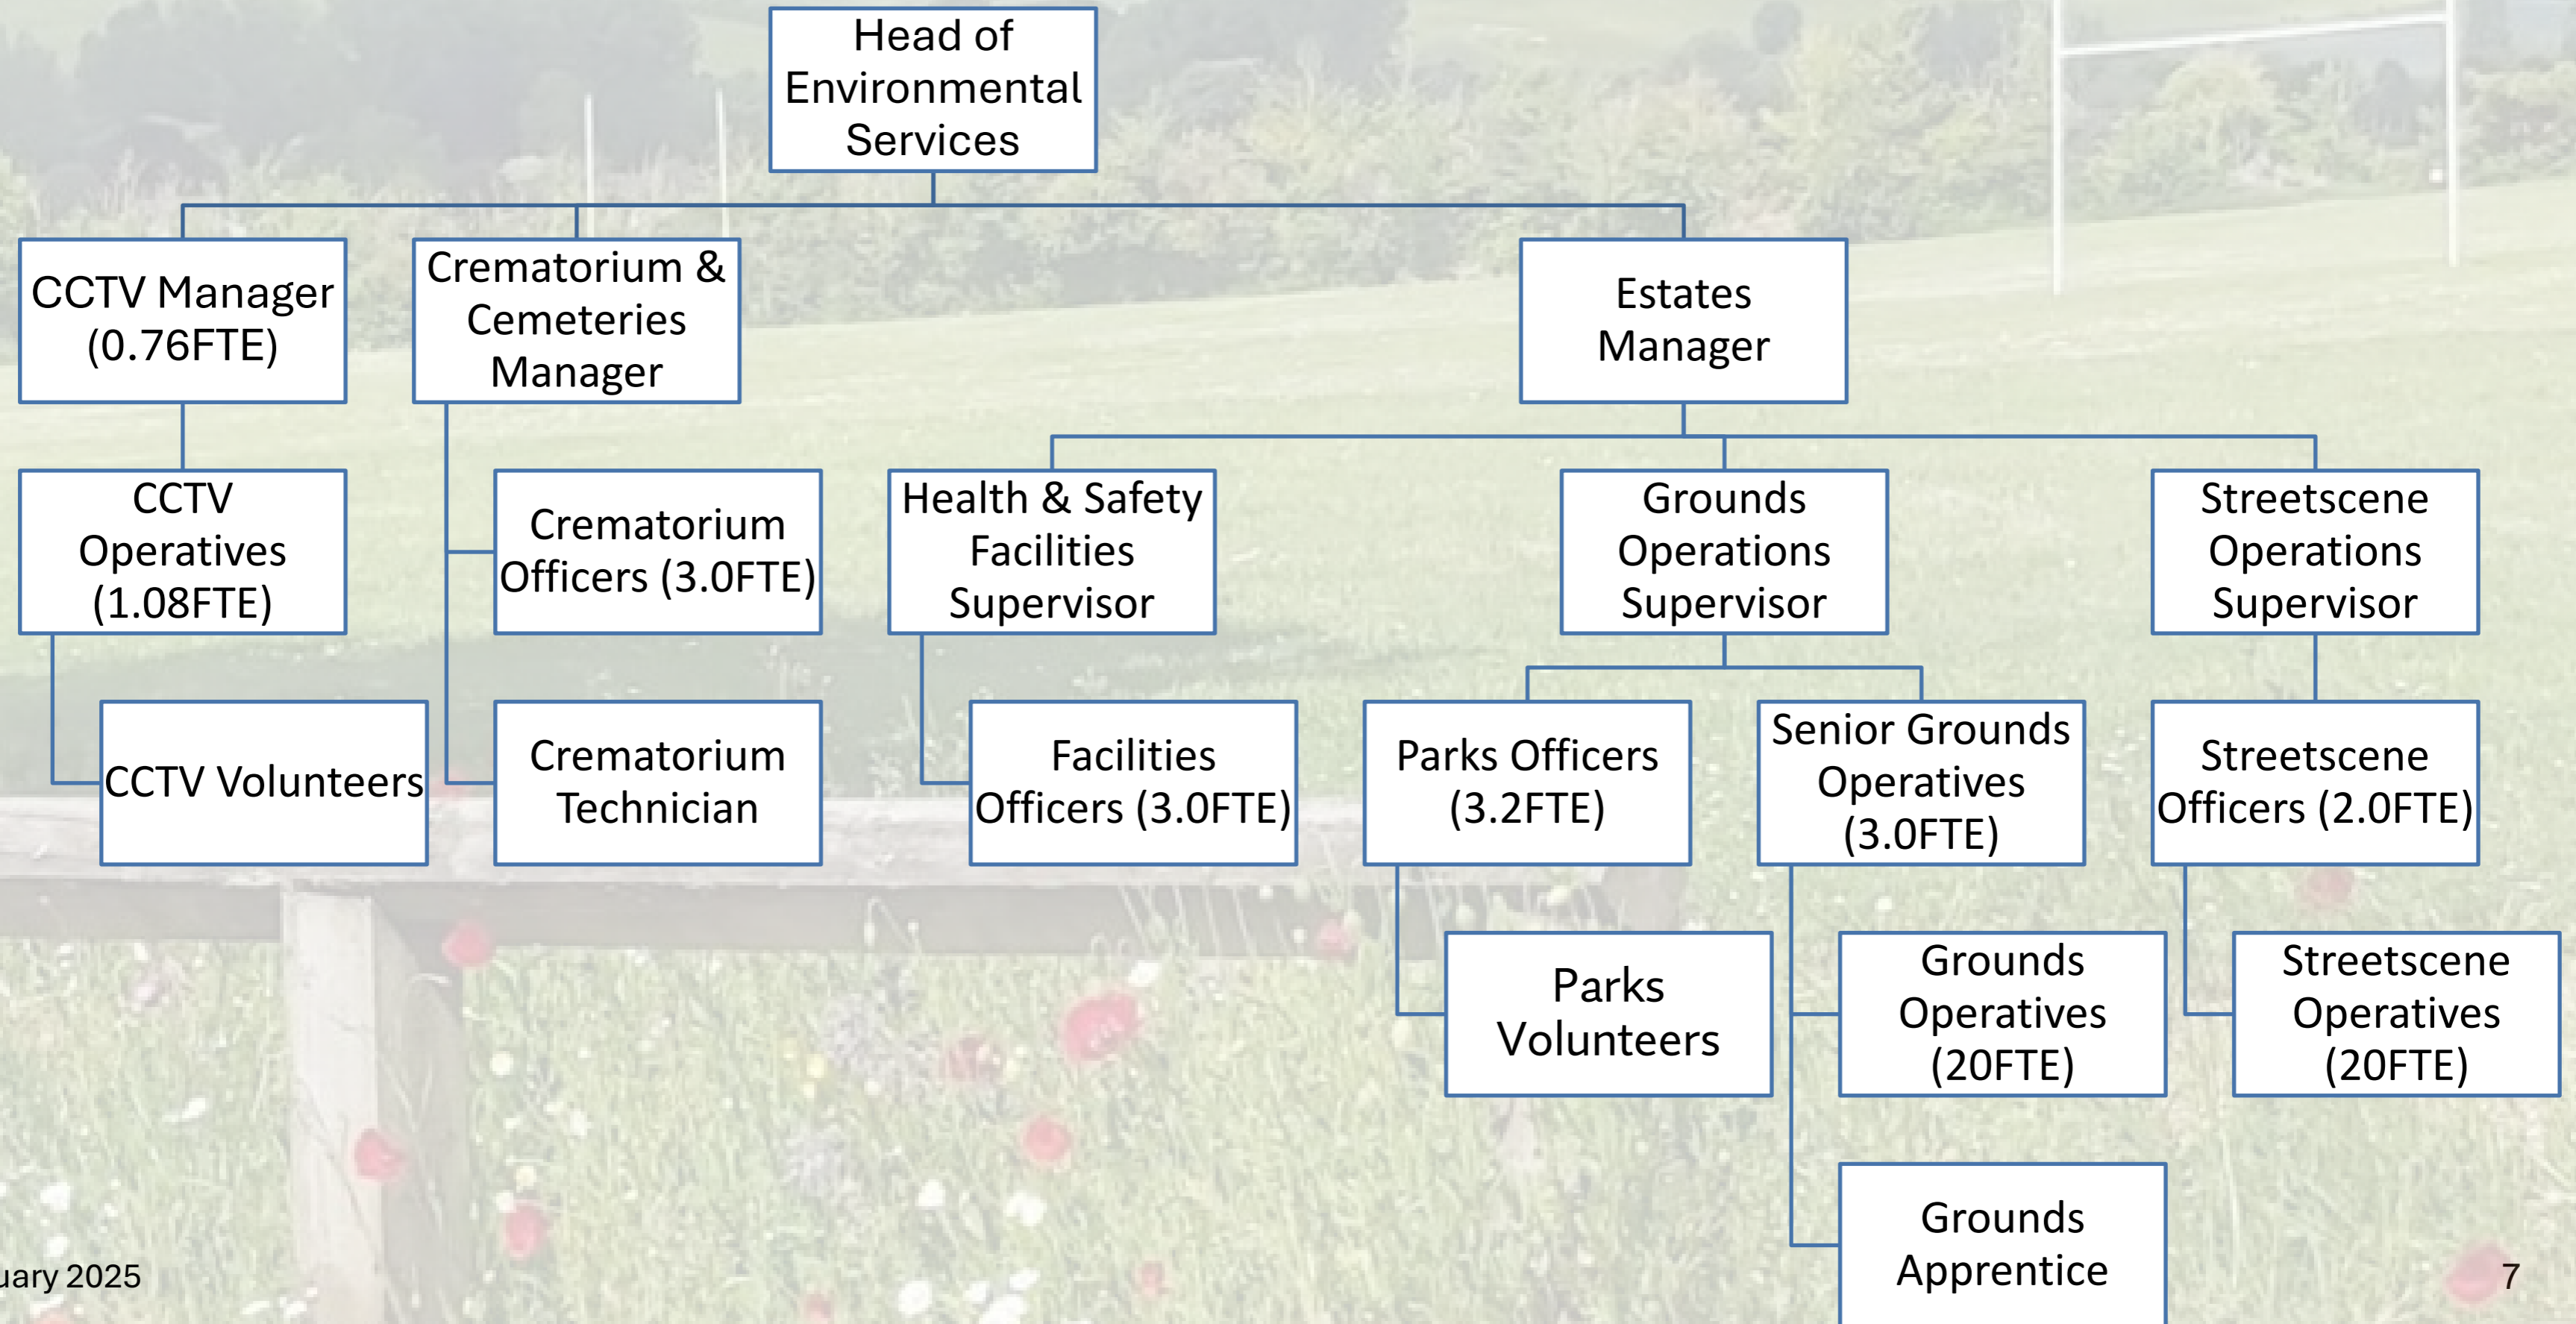 Head of
Environmental
Services
CCTV Manager
(0.76FTE)
Crematorium &
Cemeteries
Manager
Estates
Manager
CCTV
Operatives
(1.08FTE)
Crematorium
Officers (3.0FTE)
Health & Safety
Facilities
Supervisor
Grounds
Operations
Supervisor
Streetscene
Operations
Supervisor
CCTV Volunteers
Crematorium
Technician
Facilities
Officers (3.0FTE)
Parks Officers
(3.2FTE)
Senior Grounds
Operatives
(3.0FTE)
Streetscene
Officers (2.0FTE)
Parks
Volunteers
Grounds
Operatives
(20FTE)
Streetscene
Operatives
(20FTE)
Grounds
Apprentice
uary 2025
7